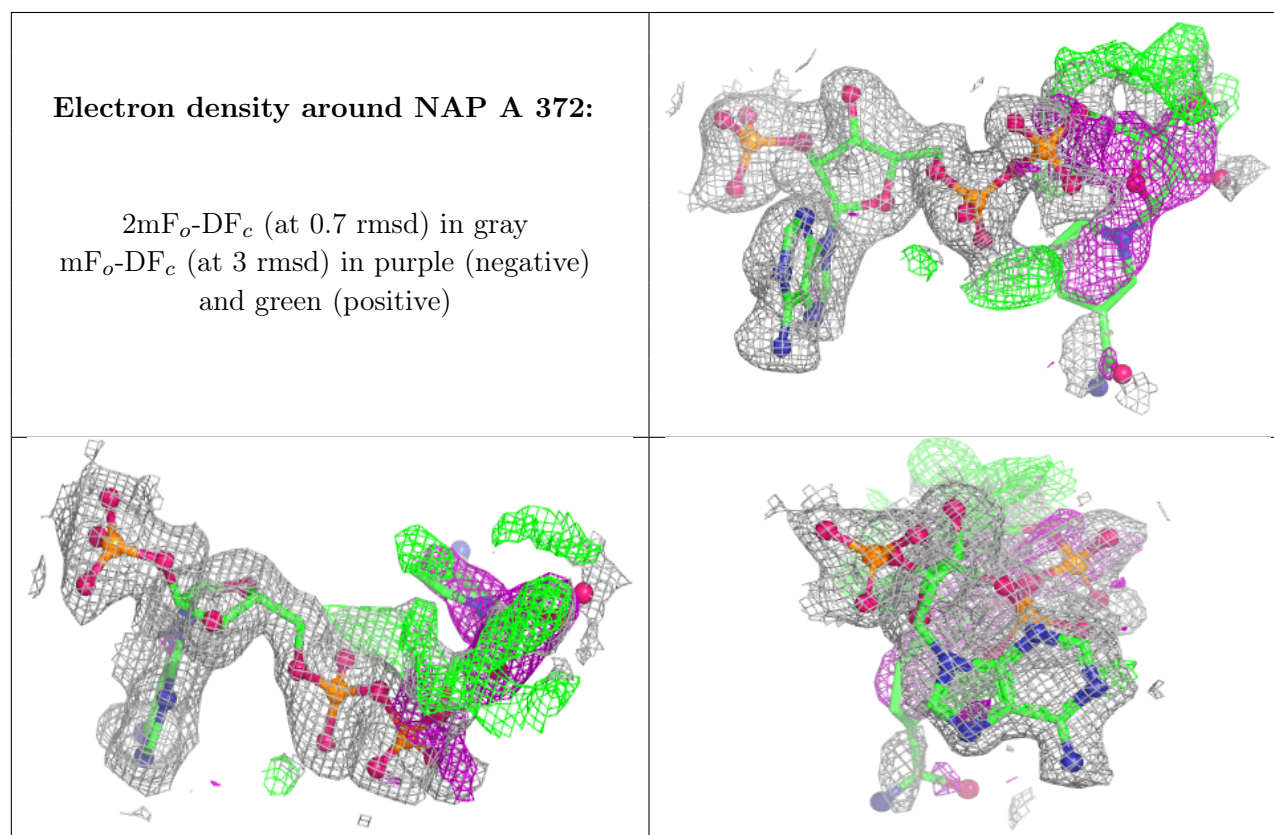 Electron density around NAP A 372:
2mFo-DFc (at 0.7 rmsd) in gray
mFo-DFc (at 3 rmsd) in purple (negative)
and green (positive)